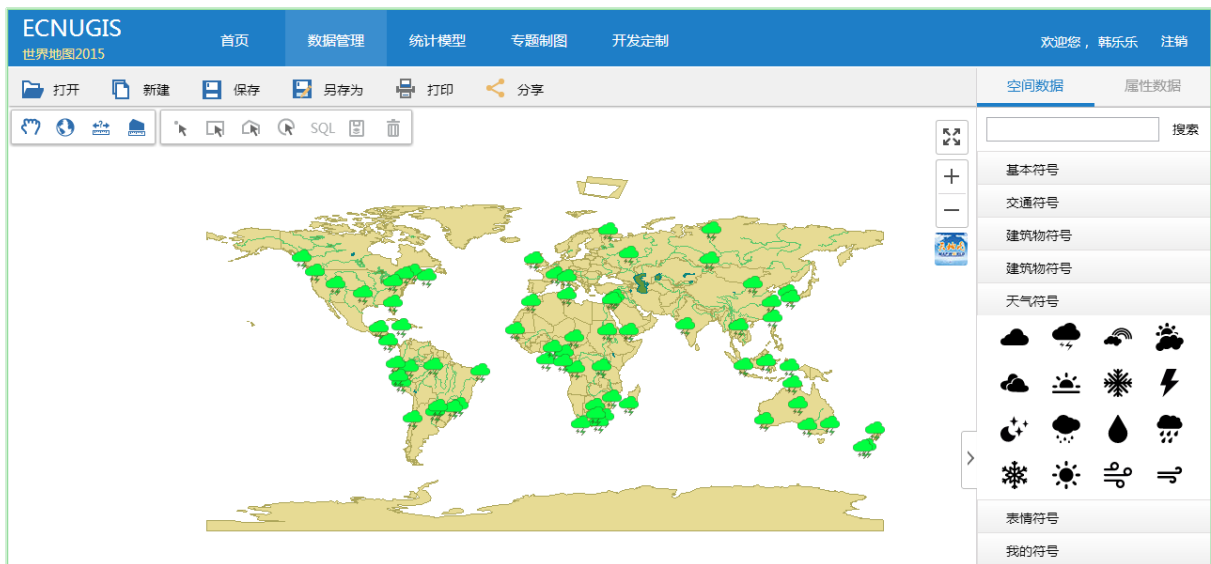 ECNUGIS
世界地图2015
首页 数据管理 统计模型 专题制图 开发定制
欢迎您，韩乐乐 注销
打开 新建 保存 另存为 打印 分享
空间数据 属性数据
SQL
搜索
基本符号
交通符号
建筑物符号
建筑物符号
天气符号
表情符号
我的符号